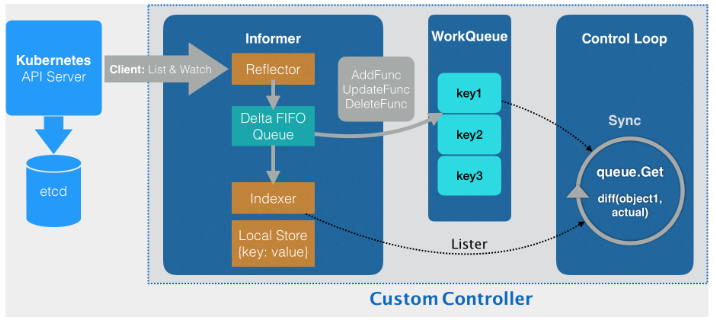 Kubernetes
API Server
etcd
Client: List & Watch
Informer
Reflector
Delta FIFO
Queue
Indexer
Local Store
{key: value}
AddFunc
UpdateFunc
DeleteFunc
WorkQueue
key1
key2
key3
Lister
Control Loop
Sync
queue.Get
diff(object1,
actual)
Custom Controller